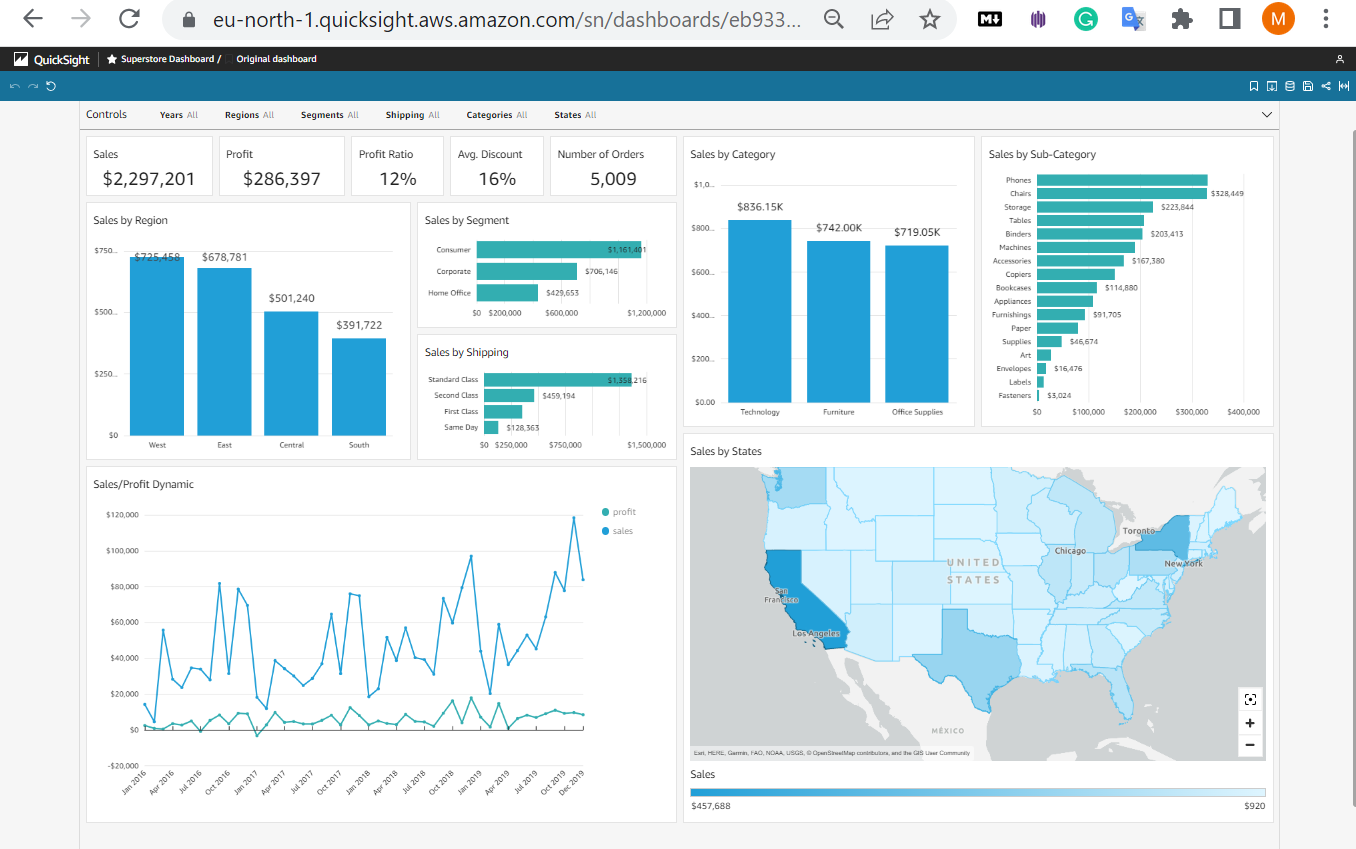 eu-north-1.quicksight.aws.amazon.com/sn/dashboards/eb933...
M
QuickSight
Superstore Dashboard /
Original dashboard
Controls
Years All
Regions All
Segments All
Shipping All
Categories All
States All
Sales
$2,297,201
Profit
$286,397
Profit Ratio
12%
Avg. Discount
16%
Number of Orders
5,009
Sales by Region
$750...
$500...
$250...
$0
$725,458
$678,781
$501,240
$391,722
West
East
Central
South
Sales by Segment
Consumer
$1,161,401
Corporate
$706,146
Home Office
$429,653
$0
$200,000
$600,000
$1,200,000
Sales by Shipping
Standard Class
$1,358,216
Second Class
$459,194
First Class
Same Day
$128,363
$0
$250,000
$750,000
$1,500,000
Sales by Category
$1,0...
$800...
$600...
$400...
$200...
$0.00
$836.15K
$742.00K
$719.05K
Technology
Furniture
Office Supplies
Sales by Sub-Category
Phones
Chairs
$328,449
Storage
$223,844
Tables
Binders
$203,413
Machines
Accessories
$167,380
Copiers
Bookcases
$114,880
Appliances
Furnishings
$91,705
Paper
Supplies
$46,674
Art
Envelopes
$16,476
Labels
Fasteners
$3,024
$0
$100,000
$200,000
$300,000
$400,000
Sales/Profit Dynamic
$120,000
$100,000
$80,000
$60,000
$40,000
$20,000
$0
-$20,000
profit
sales
Jan 2016
Apr 2016
Jul 2016
Oct 2016
Jan 2017
Apr 2017
Jul 2017
Oct 2017
Jan 2018
Apr 2018
Jul 2018
Oct 2018
Jan 2019
Apr 2019
Jul 2019
Oct 2019
Dec 2019
Sales by States
Toronto
Chicago
New York
UNITED
STATES
San
Francisco
Los Angeles
MÉXICO
Esri, HERE, Garmin, FAO, NOAA, USGS, © OpenStreetMap contributors, and the GIS User Community
Sales
$457,688
$920